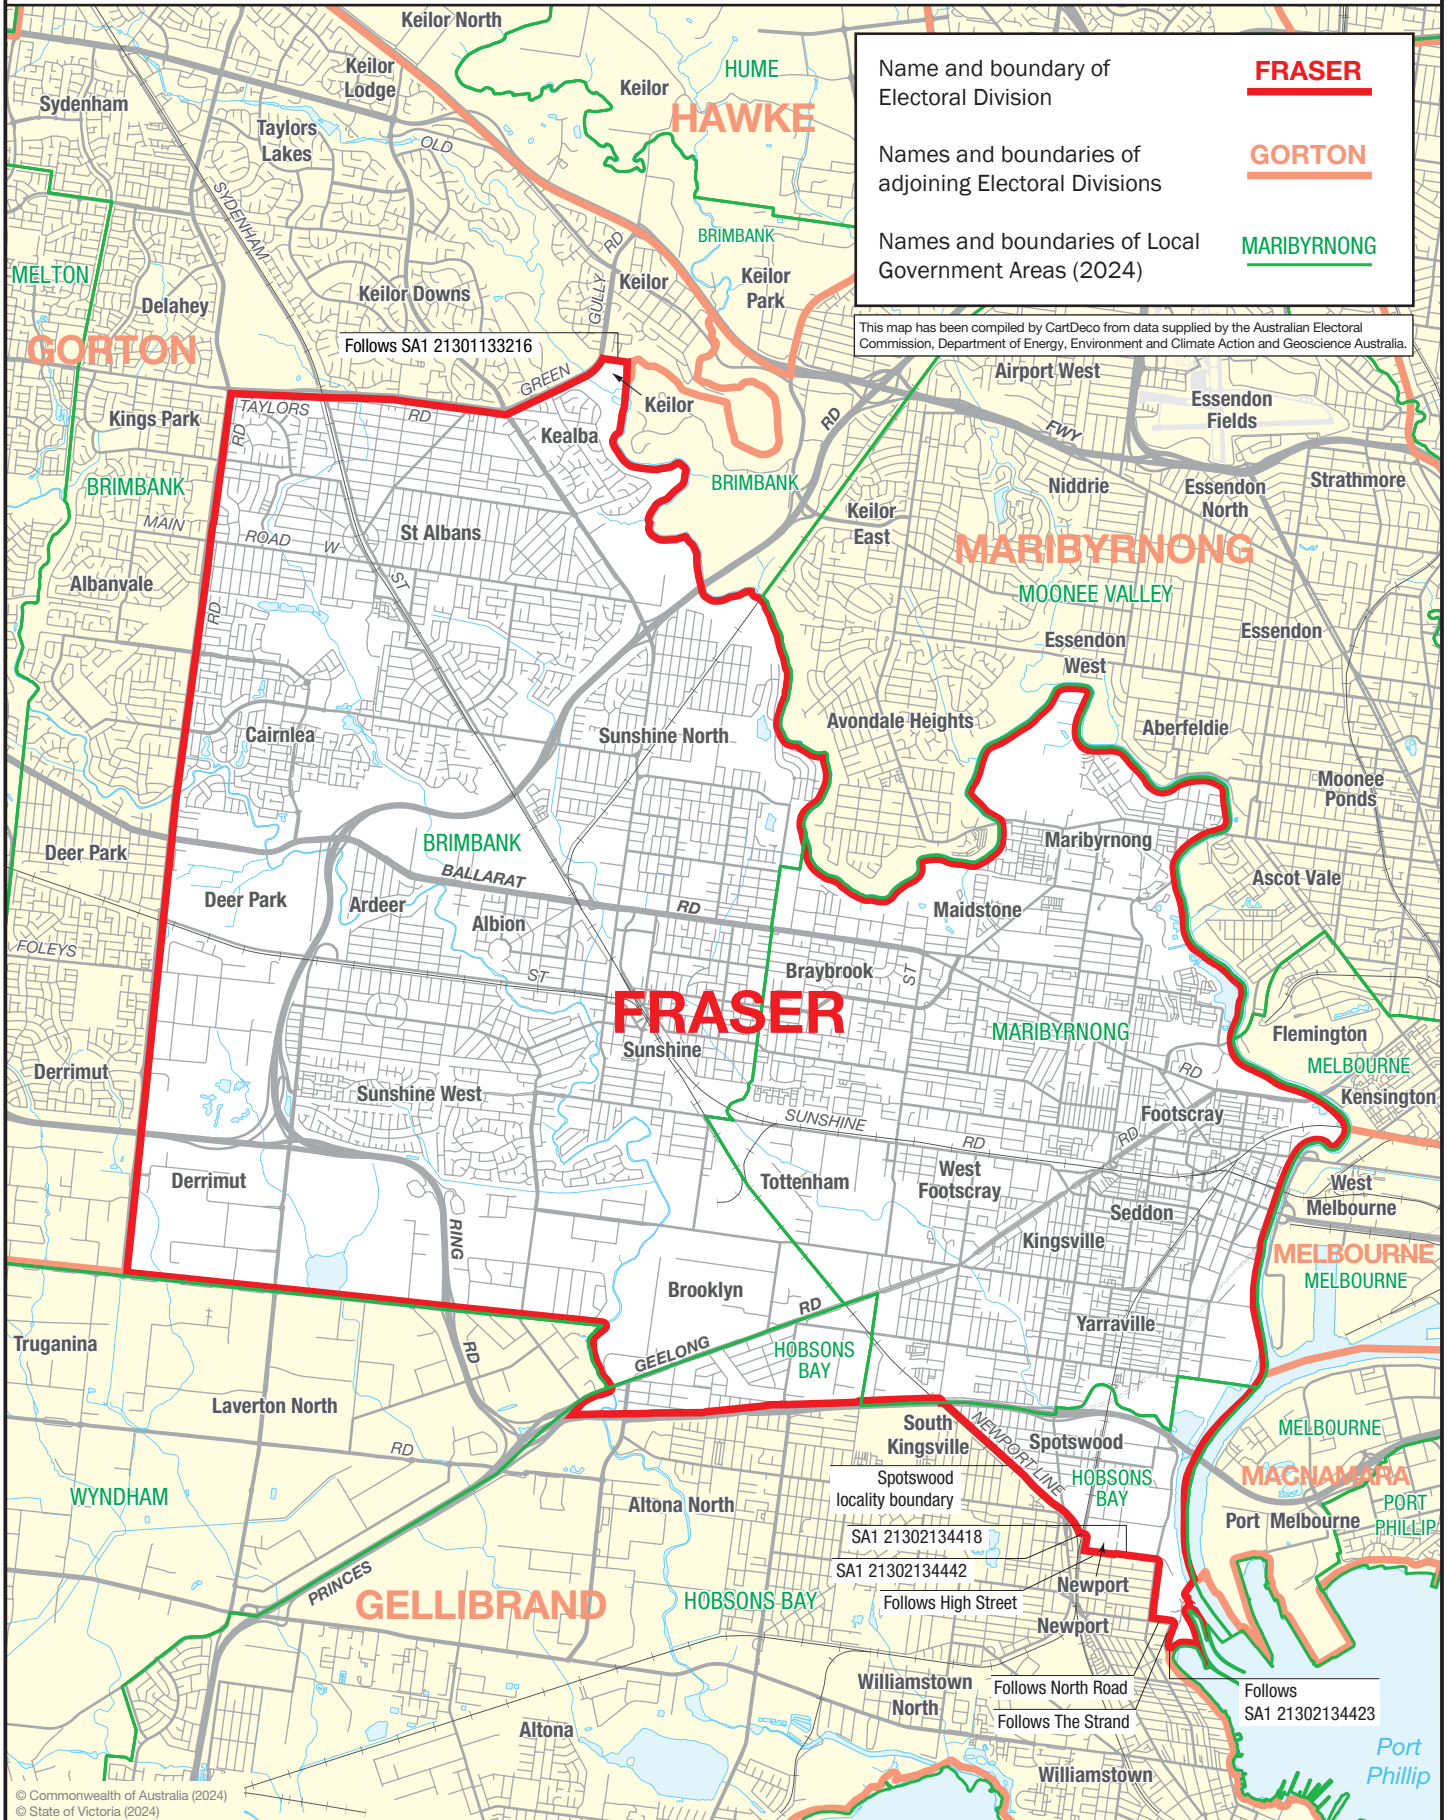 Keilor North
Keilor
Lodge
HUME
Keilor
Sydenham
HAWKE
Taylors
Lakes
OLD
SYDENHAM
Name and boundary of
Electoral Division
FRASER
Names and boundaries of
adjoining Electoral Divisions
GORTON
Names and boundaries of Local
Government Areas (2024)
MARIBYRNONG
This map has been compiled by CartDeco from data supplied by the Australian Electoral
Commission, Department of Energy, Environment and Climate Action and Geoscience Australia.
BRIMBANK
RD
MELTON
Delahey
Keilor Downs
GULLY
Keilor
Keilor
Park
GORTON
Follows SA1 21301133216
GREEN
Keilor
Airport West
Essendon
Fields
Kings Park
TAYLORS
RD
RD
Kealba
RD
FWY
BRIMBANK
MAIN
ROAD
W
St Albans
BRIMBANK
Keilor
East
Niddrie
Essendon
North
Strathmore
MARIBYRNONG
MOONEE VALLEY
Albanvale
RD
ST
Essendon
West
Essendon
Cairnlea
Sunshine North
Avondale Heights
Aberfeldie
Moonee
Ponds
Deer Park
BRIMBANK
Maribyrnong
BALLARAT
RD
Deer Park
Ardeer
Albion
Maidstone
Ascot Vale
FOLEYS
ST
Braybrook
ST
FRASER
Sunshine
MARIBYRNONG
Flemington
MELBOURNE
Kensington
Derrimut
Sunshine West
SUNSHINE
RD
RD
RD
Footscray
Derrimut
Tottenham
West
Footscray
Seddon
West
Melbourne
RING
RD
Kingsville
MELBOURNE
MELBOURNE
Brooklyn
RD
GEELONG
HOBSONS
BAY
Yarraville
Truganina
Laverton North
RD
South
Kingsville
NEWPORT LINE
Spotswood
MELBOURNE
WYNDHAM
Altona North
Spotswood
locality boundary
HOBSONS
BAY
MACNAMARA
Port Melbourne
PORT
PHILLIP
SA1 21302134418
SA1 21302134442
Follows High Street
PRINCES
GELLIBRAND
HOBSONS BAY
Newport
Newport
Williamstown
North
Follows North Road
Follows The Strand
Follows
SA1 21302134423
Altona
Williamstown
Port
Phillip
© Commonwealth of Australia (2024)
© State of Victoria (2024)